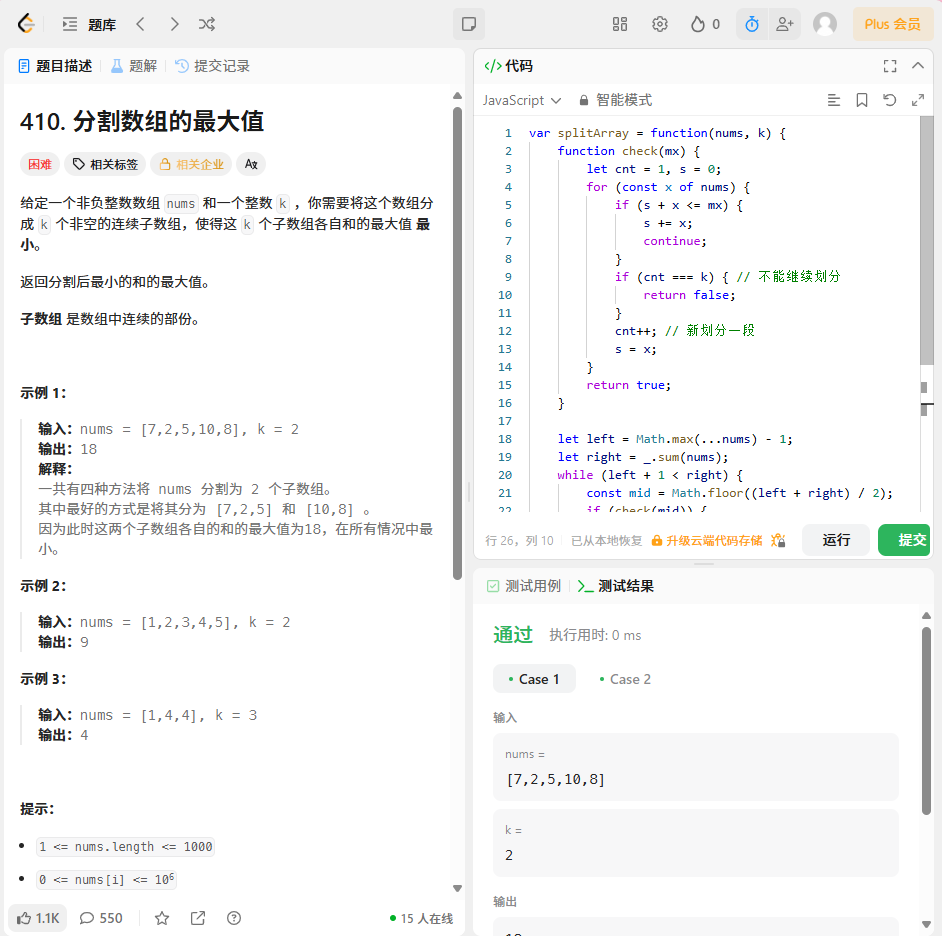 题库
0
Plus 会员
题目描述
题解
提交记录
410. 分割数组的最大值
困难
相关标签
相关企业
给定一个非负整数数组 nums 和一个整数 k ，你需要将这个数组分
成 k 个非空的连续子数组，使得这 k 个子数组各自和的最大值 最
小。
返回分割后最小的和的最大值。
子数组 是数组中连续的部份。
示例 1：
输入：nums = [7,2,5,10,8], k = 2
输出：18
解释：
一共有四种方法将 nums 分割为 2 个子数组。
其中最好的方式是将其分为 [7,2,5] 和 [10,8] 。
因为此时这两个子数组各自的和的最大值为18，在所有情况中最
小。
示例 2：
输入：nums = [1,2,3,4,5], k = 2
输出：9
示例 3：
输入：nums = [1,4,4], k = 3
输出：4
提示：
1 <= nums.length <= 1000
0 <= nums[i] <= 10⁶
1.1K
550
15 人在线
代码
JavaScript
智能模式
1 var splitArray = function(nums, k) {
2 function check(mx) {
3 let cnt = 1, s = 0;
4 for (const x of nums) {
5 if (s + x <= mx) {
6 s += x;
7 continue;
8 }
9 if (cnt === k) { // 不能继续划分
10 return false;
11 }
12 cnt++; // 新划分一段
13 s = x;
14 }
15 return true;
16 }
17
18 let left = Math.max(...nums) - 1;
19 let right = _.sum(nums);
20 while (left + 1 < right) {
21 const mid = Math.floor((left + right) / 2);
22 if (check(mid)) {
行 26，列 10
已从本地恢复
升级云端代码存储
运行
提交
测试用例
测试结果
通过 执行用时: 0 ms
Case 1
Case 2
输入
nums =
[7,2,5,10,8]
k =
2
输出
18